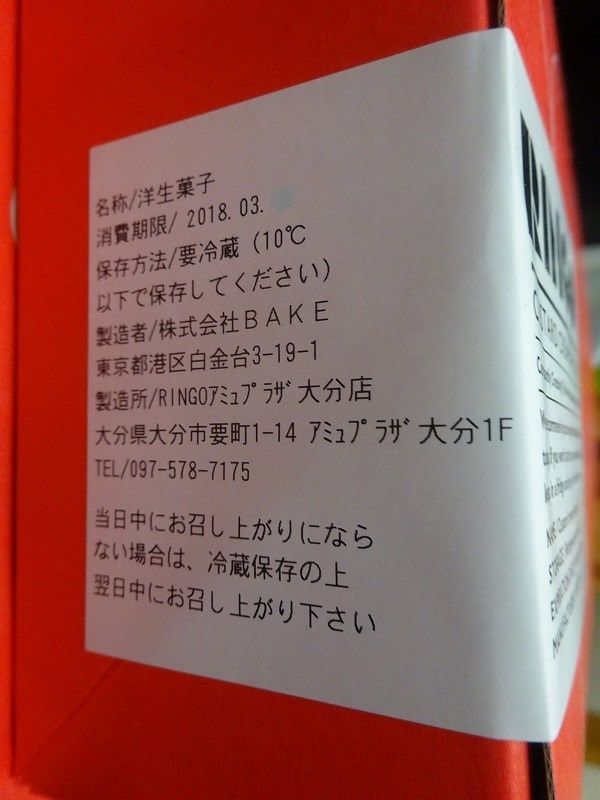 名称/洋生菓子
消費期限/ 2018.03.
保存方法/要冷蔵 (10℃
以下で保存してください)
製造者/株式会社ＢＡＫＥ
東京都港区白金台3-19-1
製造所/RINGOｱﾐｭﾌﾟﾗｻﾞ大分店
大分県大分市要町1-14 ｱﾐｭﾌﾟﾗｻﾞ大分1F
TEL/097-578-7175
当日中にお召し上がりになら
ない場合は、冷蔵保存の上
翌日中にお召し上がり下さい